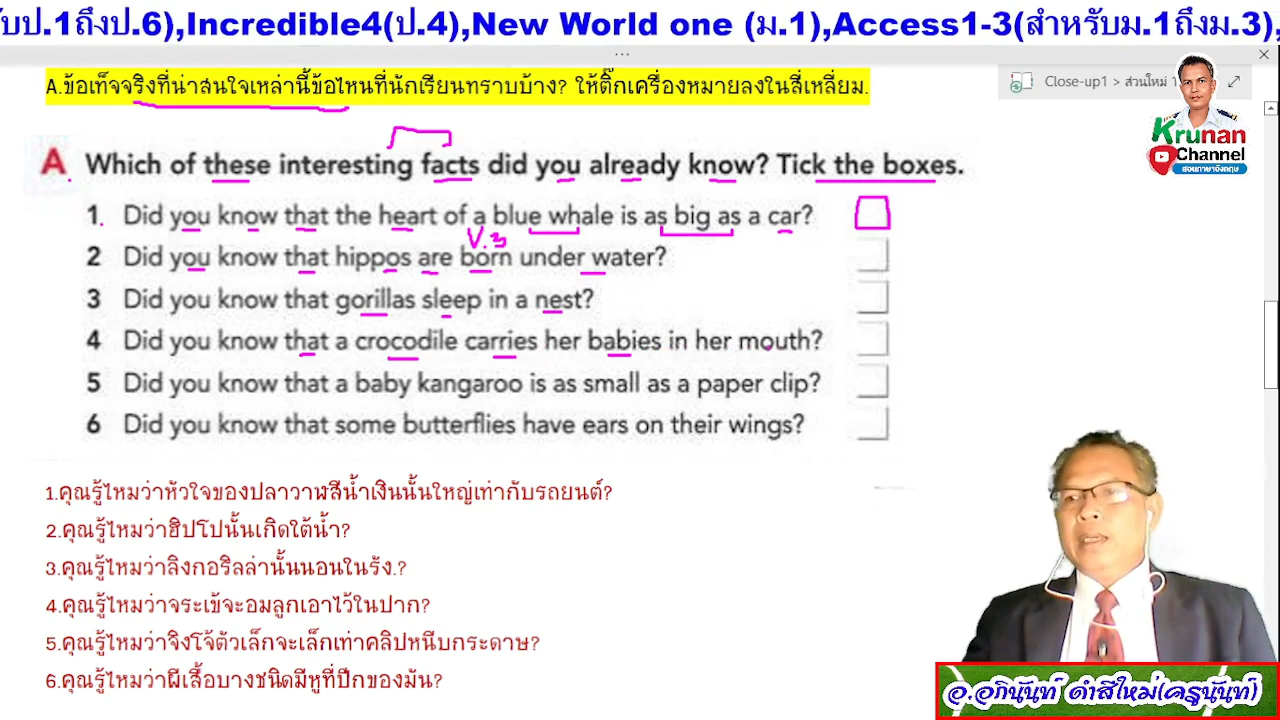 ับป.1ถึงป.6),Incredible4(ป.4),New World one (ม.1),Access1-3(สำหรับม.1ถึงม.3),
A.ข้อเท็จจริงที่น่าสนใจเหล่านี้ข้อไหนที่นักเรียนทราบบ้าง? ให้ติ๊กเครื่องหมายลงในสี่เหลี่ยม.
Close-up1 > ส่วนใหม่ 1
Krunan
Channel
สอนภาษาอังกฤษ
A Which of these interesting facts did you already know? Tick the boxes.
1. Did you know that the heart of a blue whale is as big as a car?
V.3
2 Did you know that hippos are born under water?
3 Did you know that gorillas sleep in a nest?
4 Did you know that a crocodile carries her babies in her mouth?
5 Did you know that a baby kangaroo is as small as a paper clip?
6 Did you know that some butterflies have ears on their wings?
1.คุณรู้ไหมว่าหัวใจของปลาวาฬสีน้ำเงินนั้นใหญ่เท่ากับรถยนต์?
2.คุณรู้ไหมว่าฮิปโปนั้นเกิดใต้น้ำ?
3.คุณรู้ไหมว่าลิงกอริลล่านั้นนอนในรัง.?
4.คุณรู้ไหมว่าจระเข้จะอมลูกเอาไว้ในปาก?
5.คุณรู้ไหมว่าจิงโจ้ตัวเล็กจะเล็กเท่าคลิปหนีบกระดาษ?
6.คุณรู้ไหมว่าผีเสื้อบางชนิดมีหูที่ปีกของมัน?
อ.อภินันท์ ดำสีใหม่(ครูนันท์)